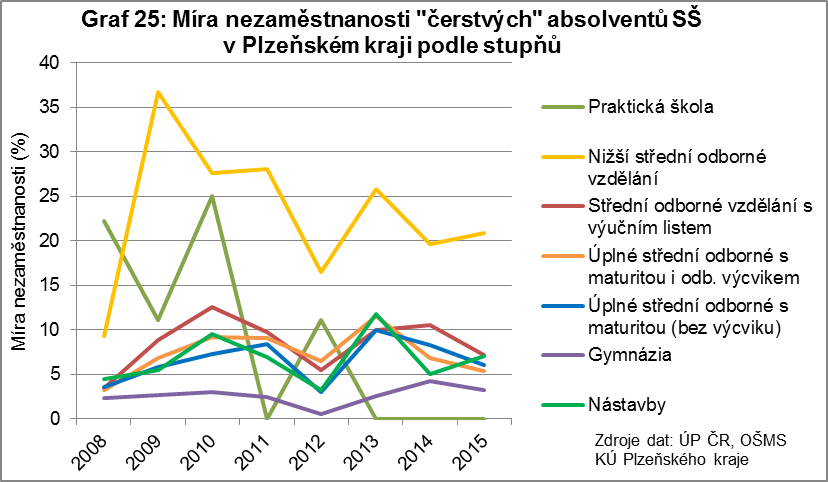 Graf 25: Míra nezaměstnanosti "čerstvých" absolventů SŠ
v Plzeňském kraji podle stupňů
Míra nezaměstnanosti (%)
40
35
30
25
20
15
10
5
0
2008
2009
2010
2011
2012
2013
2014
2015
Praktická škola
Nižší střední odborné
vzdělání
Střední odborné vzdělání s
výučním listem
Úplné střední odborné s
maturitou i odb. výcvikem
Úplné střední odborné s
maturitou (bez výcviku)
Gymnázia
Nástavby
Zdroje dat: ÚP ČR, OŠMS
KÚ Plzeňského kraje